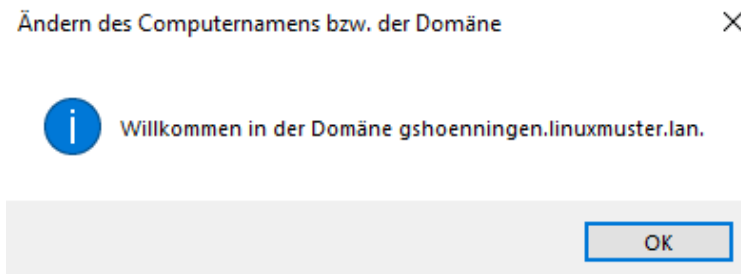 Ändern des Computernamens bzw. der Domäne
Willkommen in der Domäne gshoenningen.linuxmuster.lan.
OK